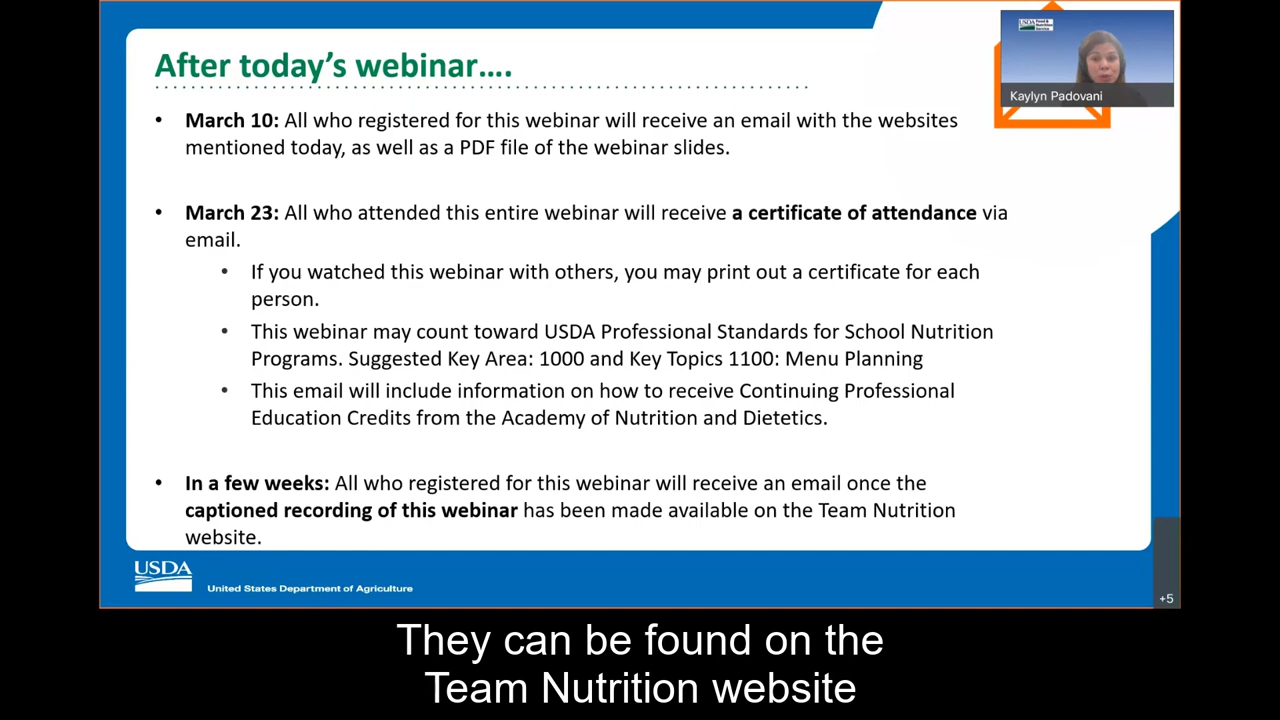 After today’s webinar….
• March 10: All who registered for this webinar will receive an email with the websites
mentioned today, as well as a PDF file of the webinar slides.
• March 23: All who attended this entire webinar will receive a certificate of attendance via
email.
• If you watched this webinar with others, you may print out a certificate for each
person.
• This webinar may count toward USDA Professional Standards for School Nutrition
Programs. Suggested Key Area: 1000 and Key Topics 1100: Menu Planning
• This email will include information on how to receive Continuing Professional
Education Credits from the Academy of Nutrition and Dietetics.
• In a few weeks: All who registered for this webinar will receive an email once the
captioned recording of this webinar has been made available on the Team Nutrition
website.
USDA Food &
Nutrition
Service
Kaylyn Padovani
USDA
United States Department of Agriculture
+5
They can be found on the
Team Nutrition website